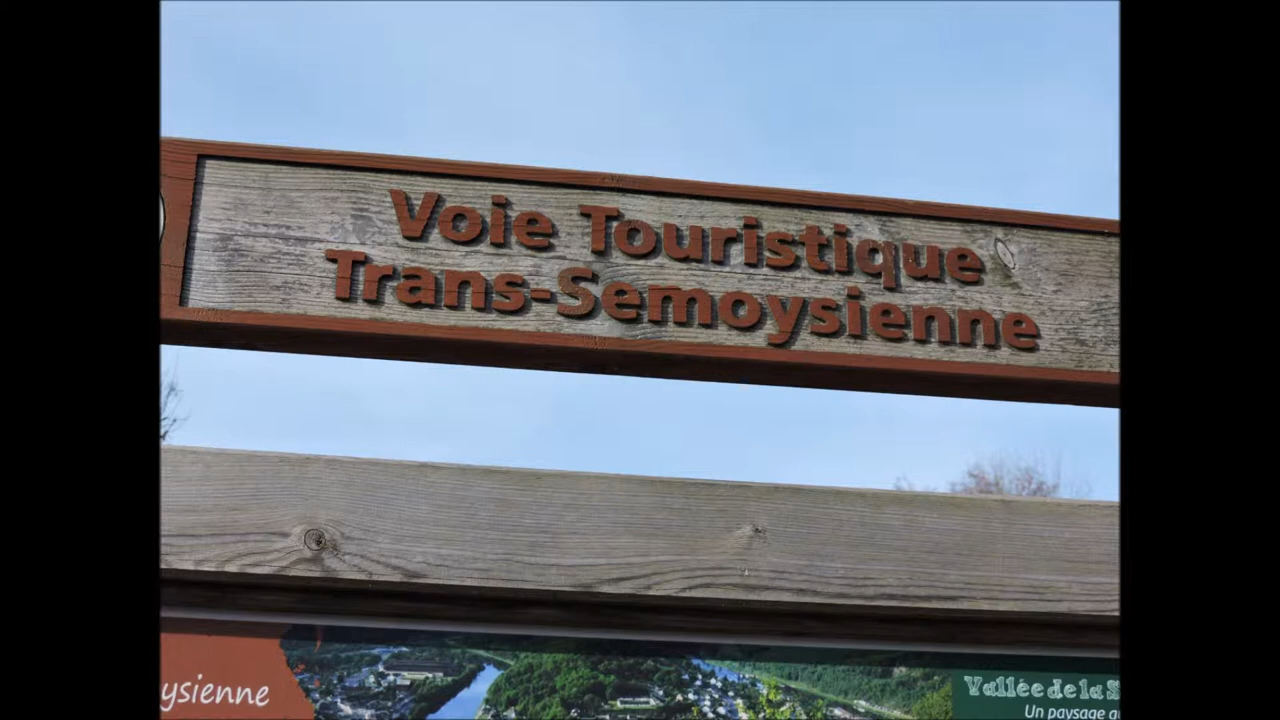 Voie Touristique
Trans-Semoysienne
ysienne
Vallée de la S
Un paysage